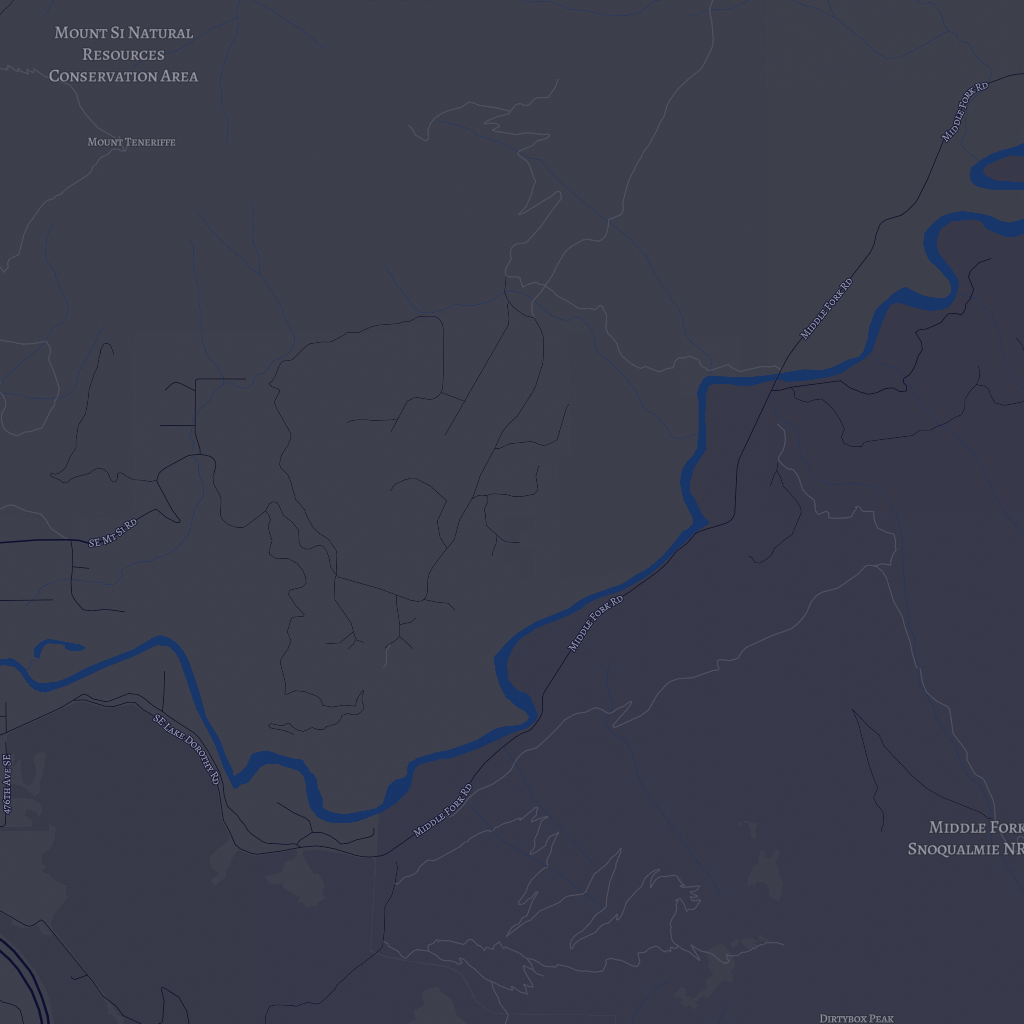 Mount Si Natural
Resources
Conservation Area
Mount Teneriffe
Middle Fork Rd
Middle Fork Rd
SE Mt Si Rd
Middle Fork Rd
SE Lake Dorothy Rd
476th Ave SE
Middle Fork Rd
Middle Fork
Snoqualmie NR
Dirtybox Peak